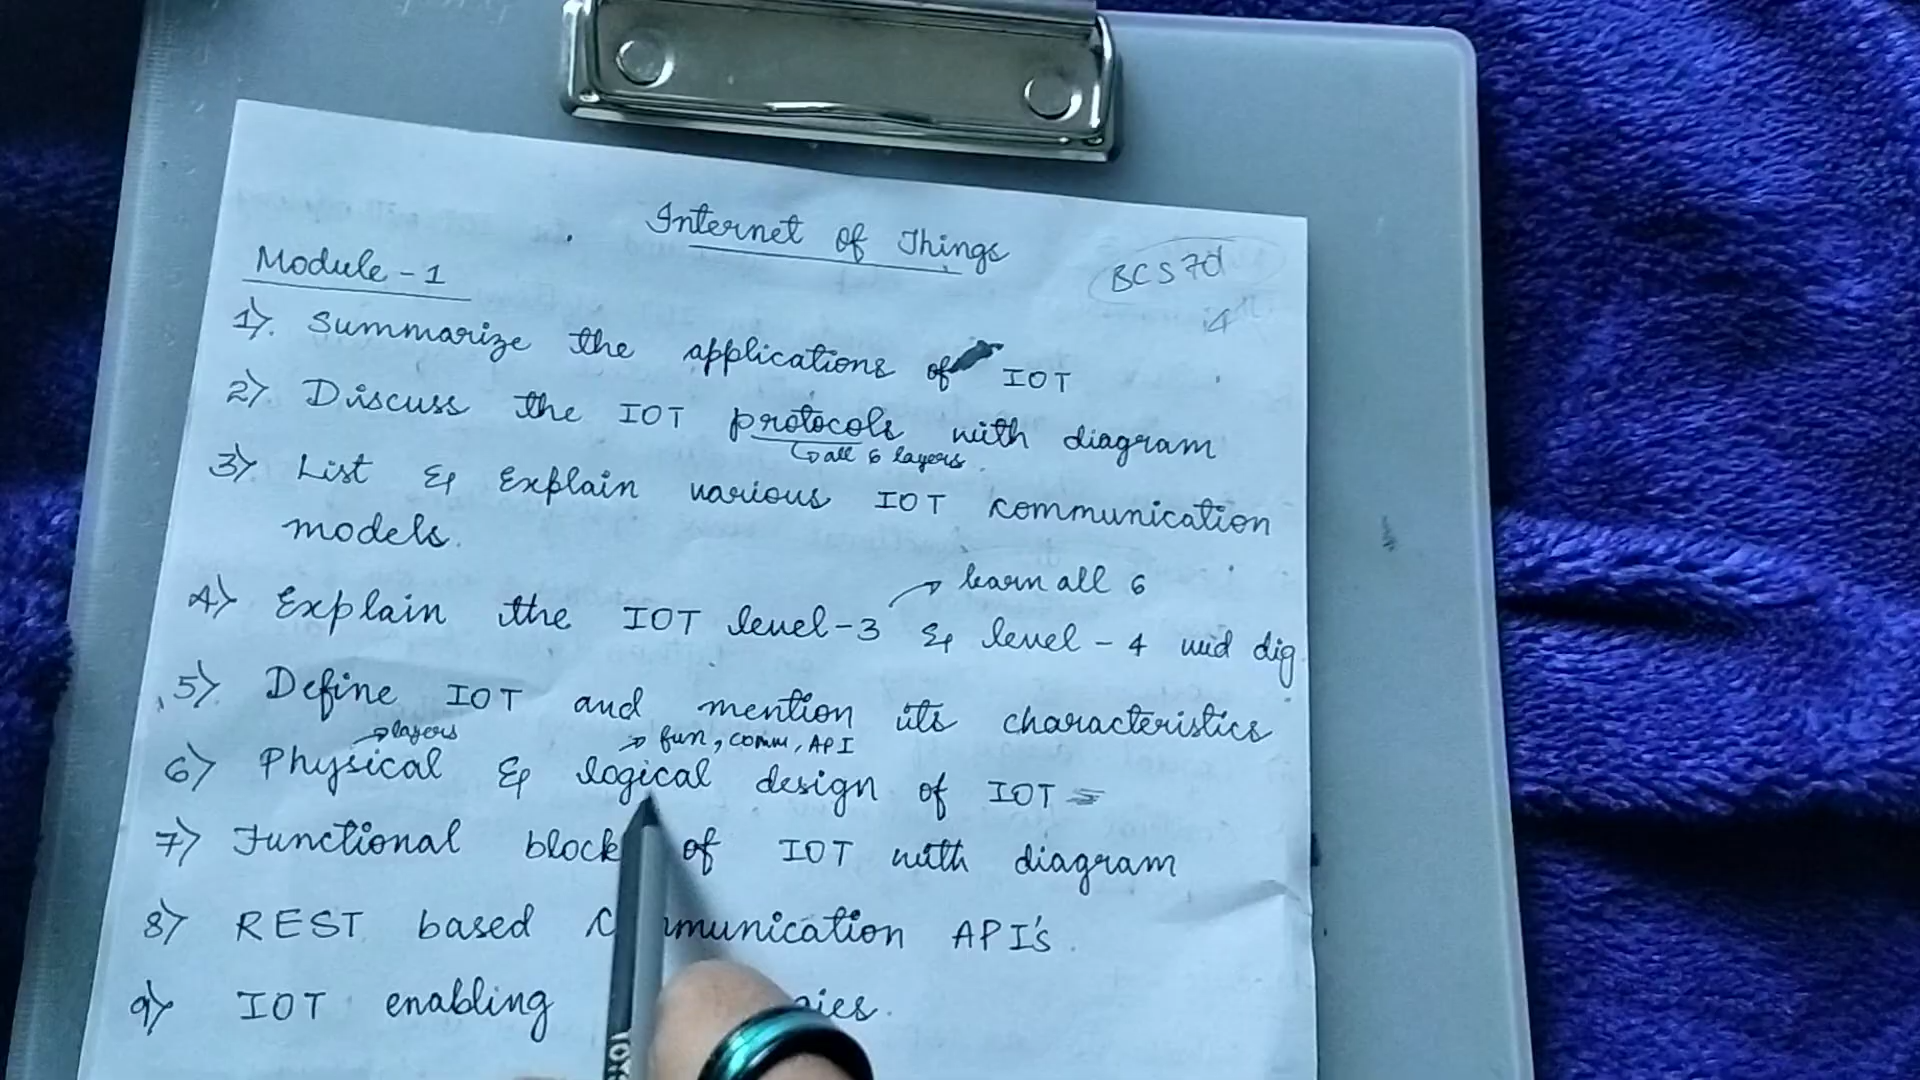 Internet of Things
BCS701
Module - 1
1). Summarize the applications of IOT
2). Discuss the IOT protocols with diagram
all 6 layers.
3). List & Explain various IOT communication
models.
learn all 6
4) Explain the IOT level-3 & level-4 wid dig.
5) Define IOT and mention its characteristics
layers
fun, comm, API
6) Physical & logical design of IOT
7) Functional block of IOT with diagram
8) REST based API's.
9) IOT enabling